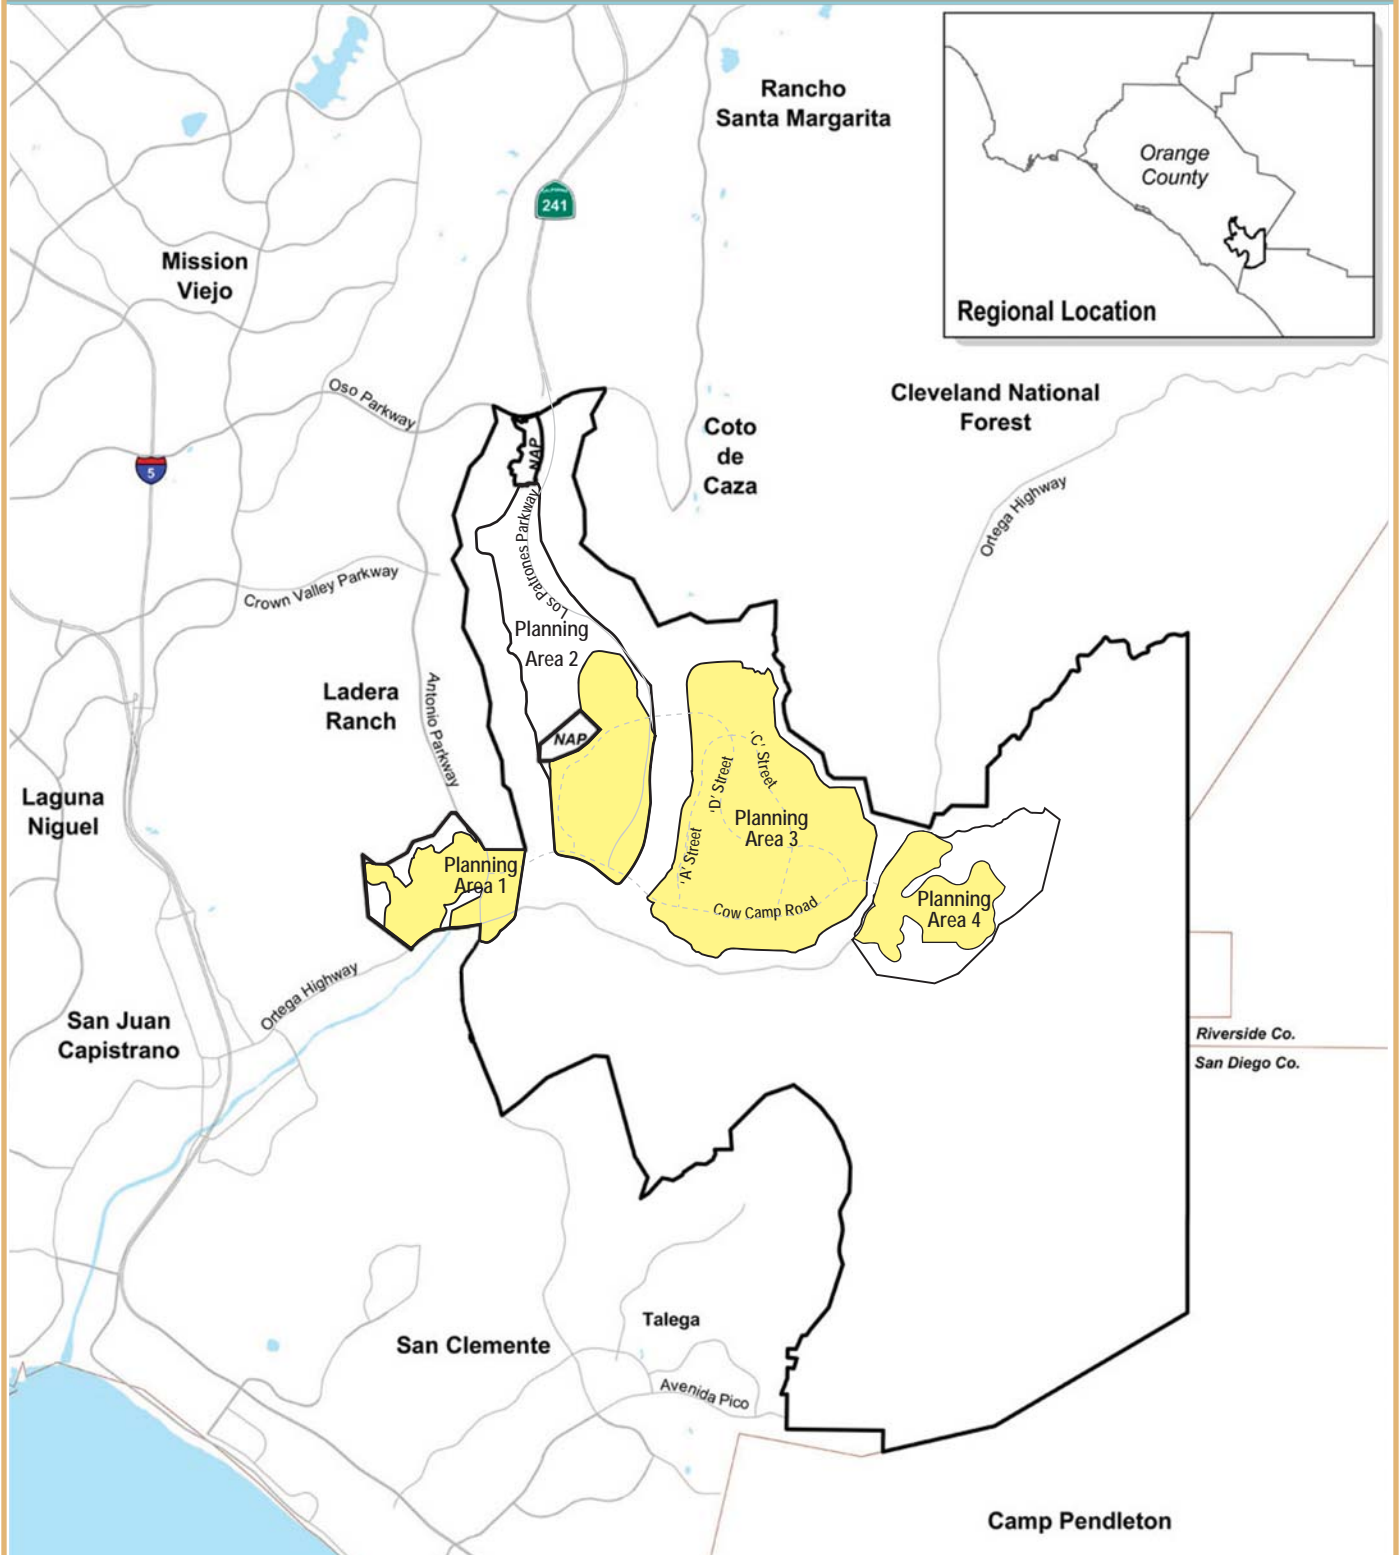 Rancho
Santa Margarita
Orange
County
Regional Location
CALIFORNIA
241
Mission
Viejo
Oso Parkway
Cleveland National
Forest
Coto
de
Caza
NAP
5
Ortega Highway
Los Patrones Parkway
Crown Valley Parkway
Planning
Area 2
Ladera
Ranch
Antonio Parkway
NAP
'C' Street
'D' Street
Laguna
Niguel
Planning
Area 3
'A' Street
Planning
Area 1
Cow Camp Road
Planning
Area 4
Ortega Highway
San Juan
Capistrano
Riverside Co.
San Diego Co.
Talega
San Clemente
Avenida Pico
Camp Pendleton